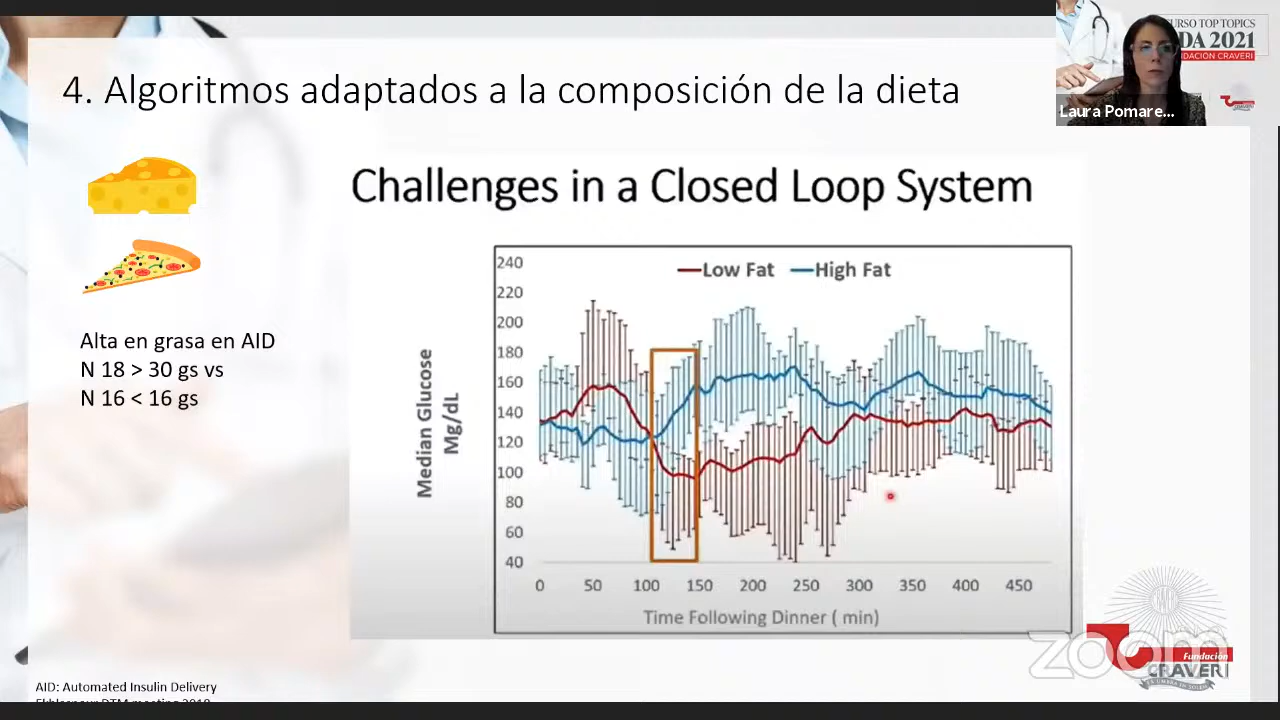 4. Algoritmos adaptados a la composición de la dieta
CURSO TOP TOPICS
DA 2021
FUNDACIÓN CRAVERI
Laura Pomare...
Challenges in a Closed Loop System
Alta en grasa en AID
N 18 > 30 gs vs
N 16 < 16 gs
Low Fat
High Fat
Median Glucose
Mg/dL
240
220
200
180
160
140
120
100
80
60
40
0 50 100 150 200 250 300 350 400 450
Time Following Dinner ( min)
zoom
Fundación
CRAVERI
AID: Automated Insulin Delivery